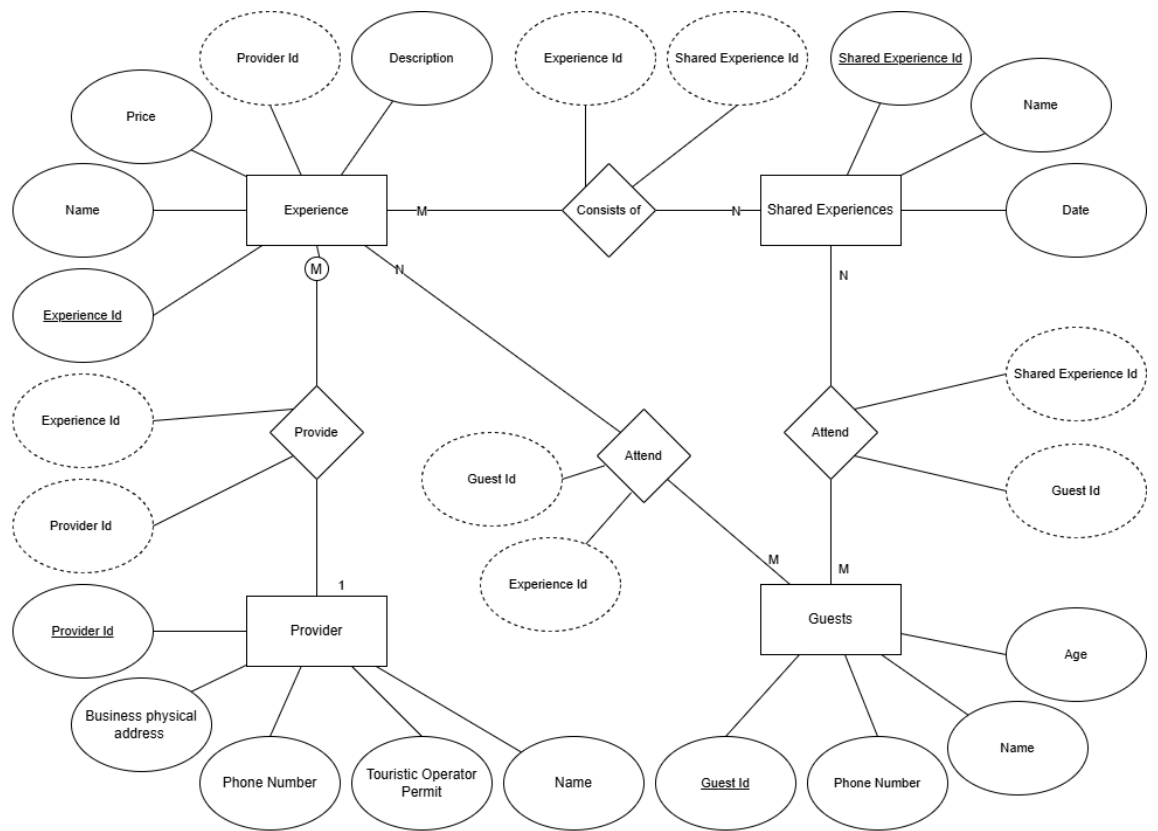 Provider Id
Description
Experience Id
Shared Experience Id
Shared Experience Id
Price
Name
Name
Experience
M
Consists of
N
Shared Experiences
Date
M
N
N
Experience Id
Shared Experience Id
Experience Id
Provide
Attend
Attend
Guest Id
Guest Id
Provider Id
M
M
Experience Id
1
Provider Id
Provider
Guests
Age
Business physical
address
Name
Phone Number
Touristic Operator
Permit
Name
Guest Id
Phone Number